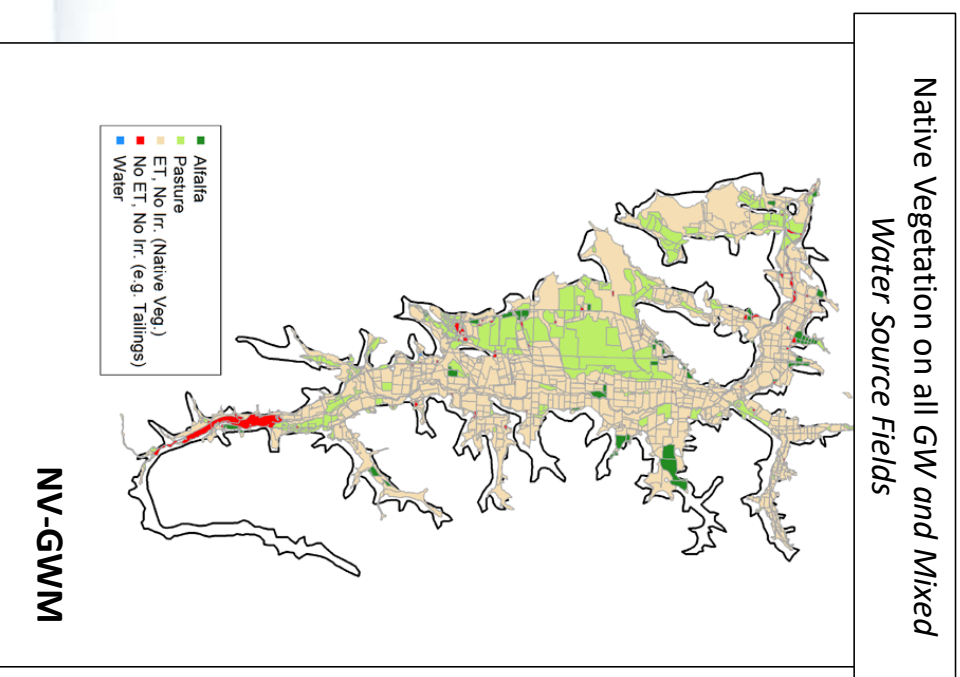 Native Vegetation on all GW and Mixed
Water Source Fields
Alfalfa
Pasture
ET, No Irr. (Native Veg.)
No ET, No Irr. (e.g. Tailings)
Water
NV-GWM